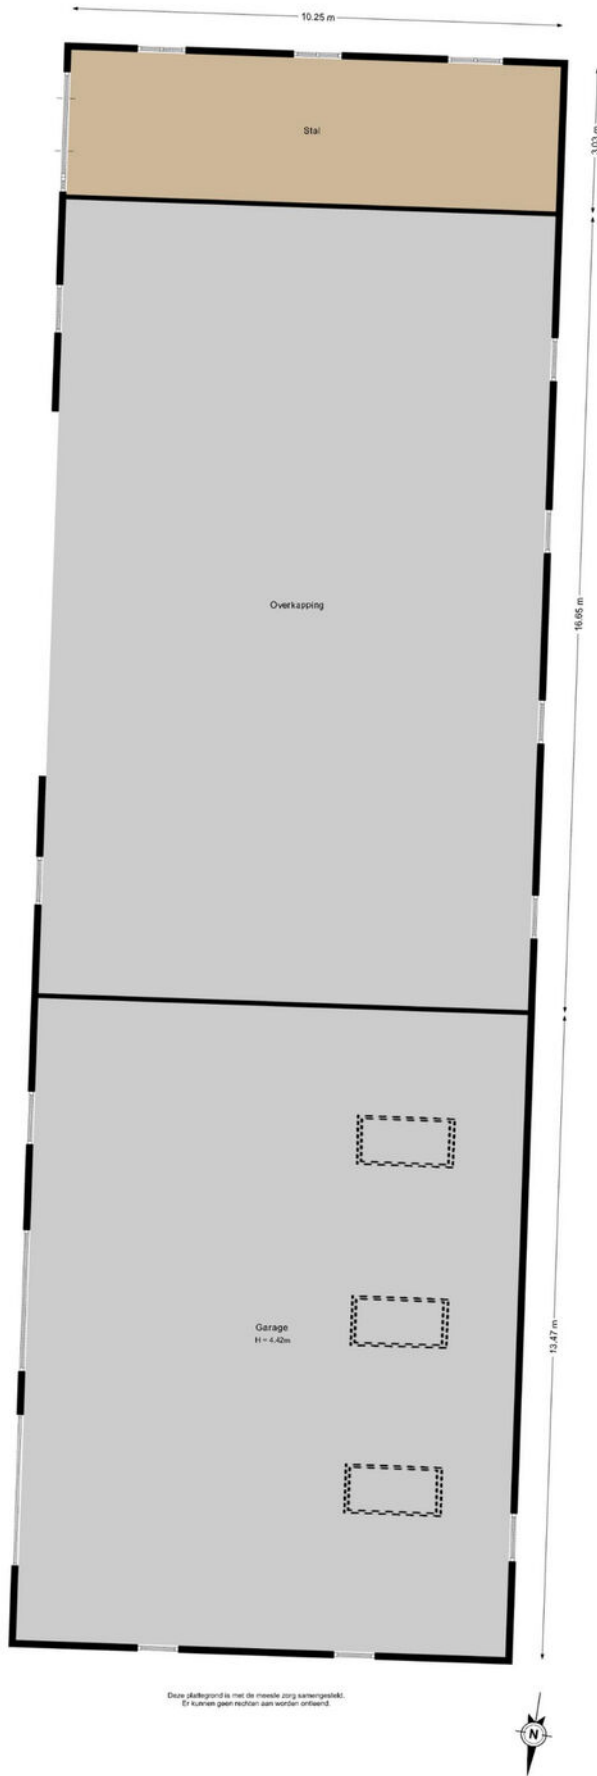 10.25 m
3.03 m
Stal
Overkapping
16.65 m
Garage
H = 4.42m
13.47 m
Deze plattegrond is met de meeste zorg samengesteld.
Er kunnen geen rechten aan worden ontleend.
N